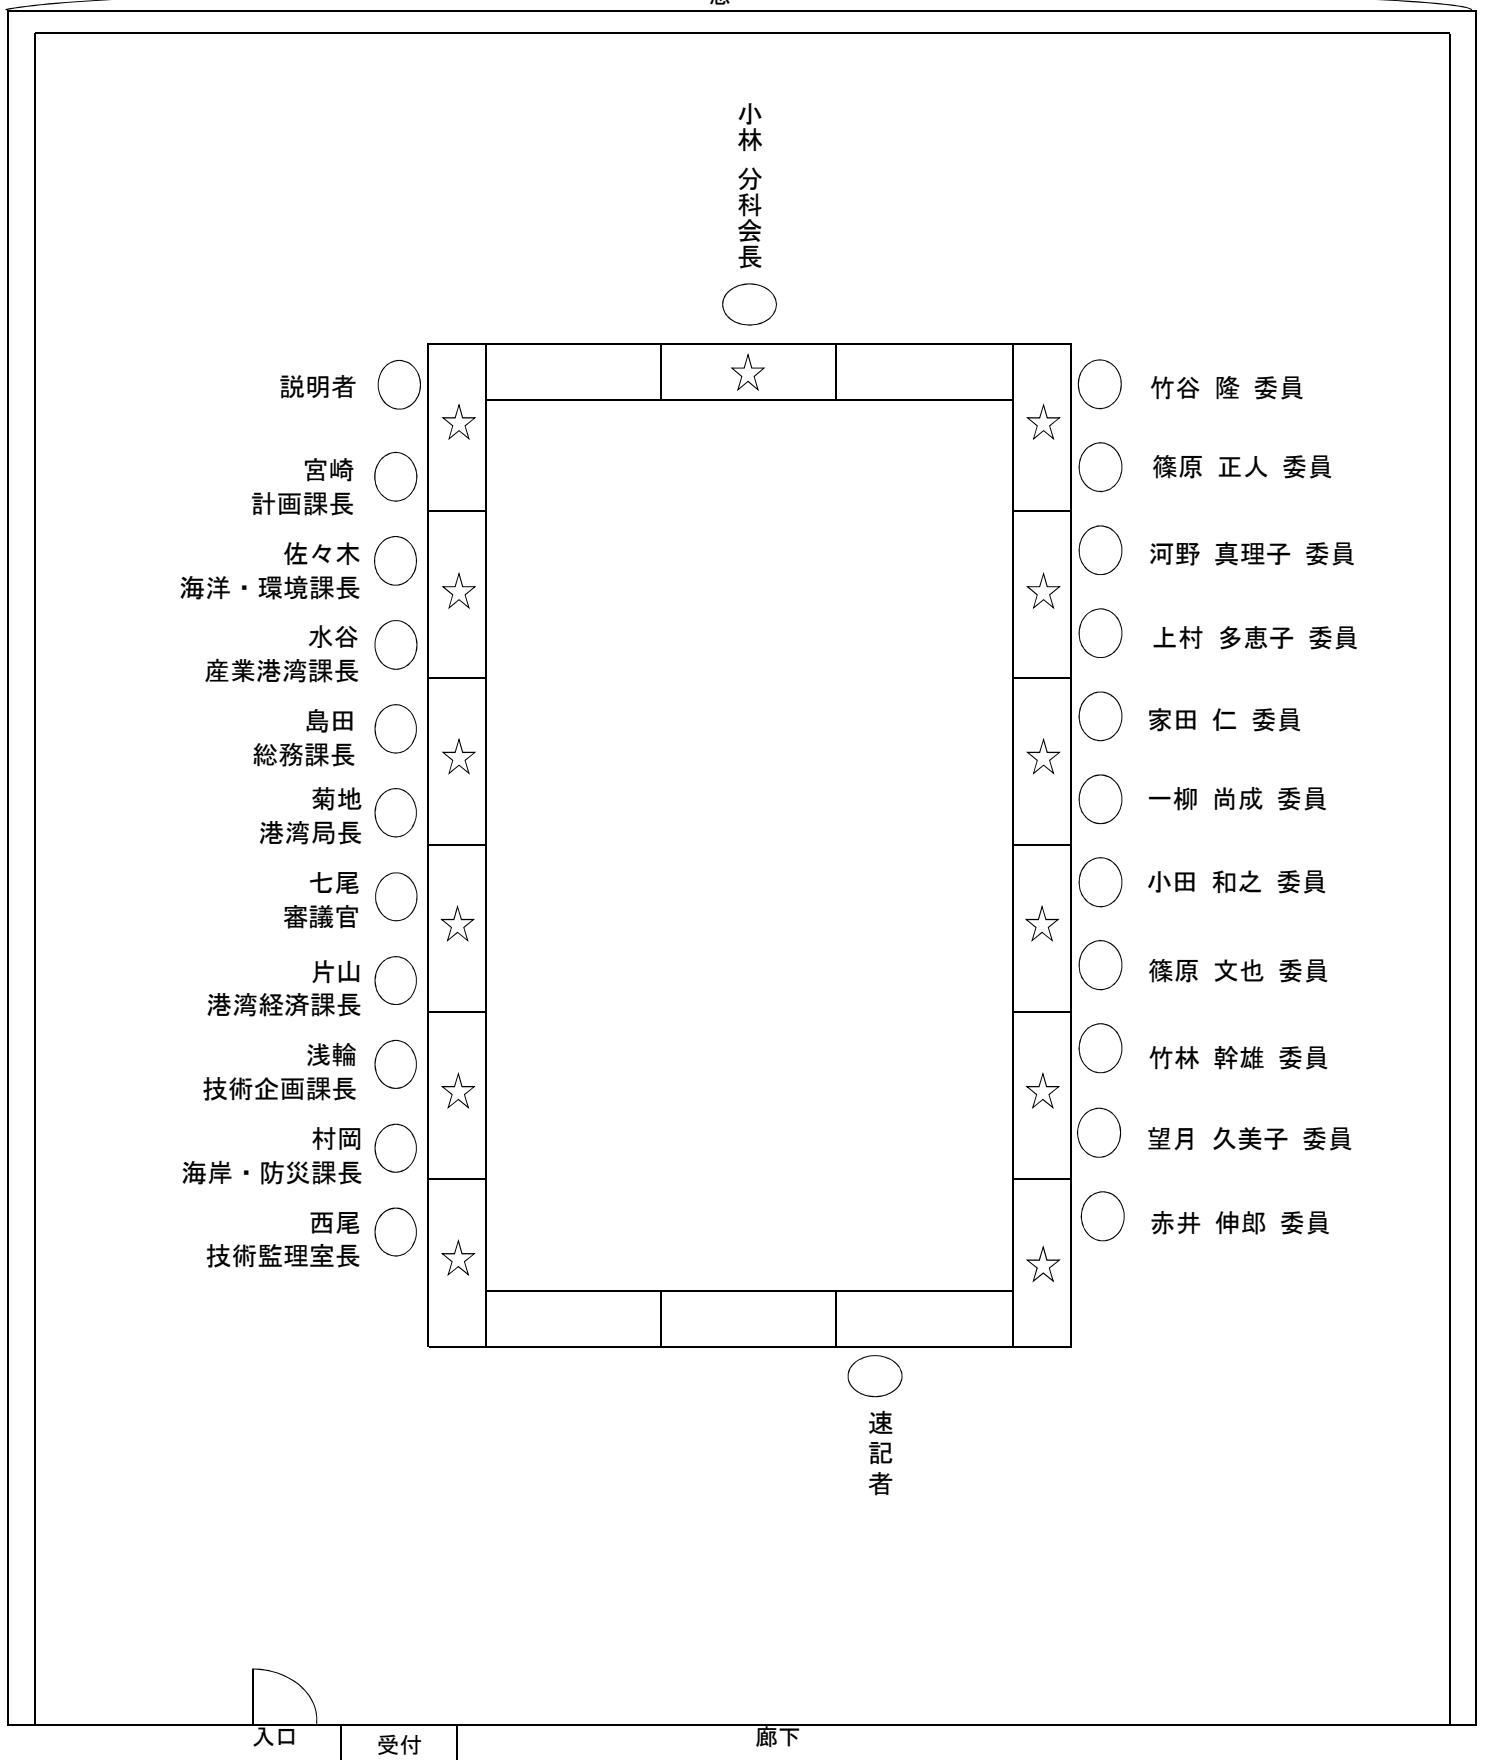 小林 分科会長
説明者
宮崎
計画課長
佐々木
海洋・環境課長
水谷
産業港湾課長
島田
総務課長
菊地
港湾局長
七尾
審議官
片山
港湾経済課長
浅輪
技術企画課長
村岡
海岸・防災課長
西尾
技術監理室長
竹谷 隆 委員
篠原 正人 委員
河野 真理子 委員
上村 多恵子 委員
家田 仁 委員
一柳 尚成 委員
小田 和之 委員
篠原 文也 委員
竹林 幹雄 委員
望月 久美子 委員
赤井 伸郎 委員
速記者
入口
受付
廊下